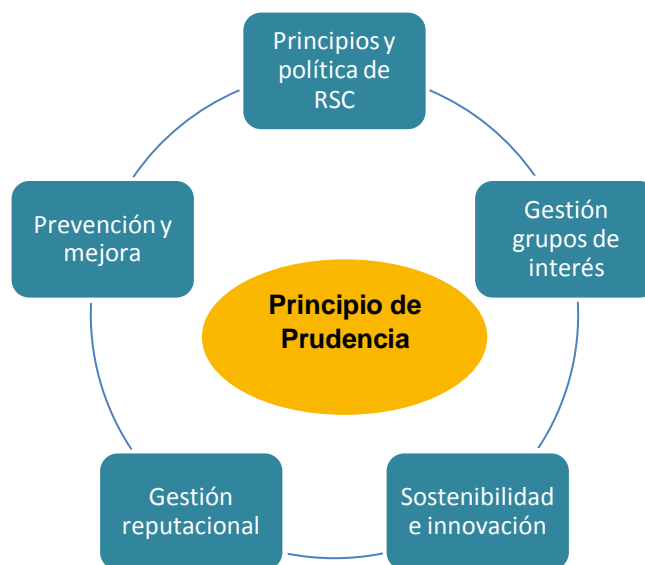 Principios y
política de
RSC
Gestión
grupos de
interés
Sostenibilidad
e innovación
Gestión
reputacional
Prevención y
mejora
Principio de
Prudencia